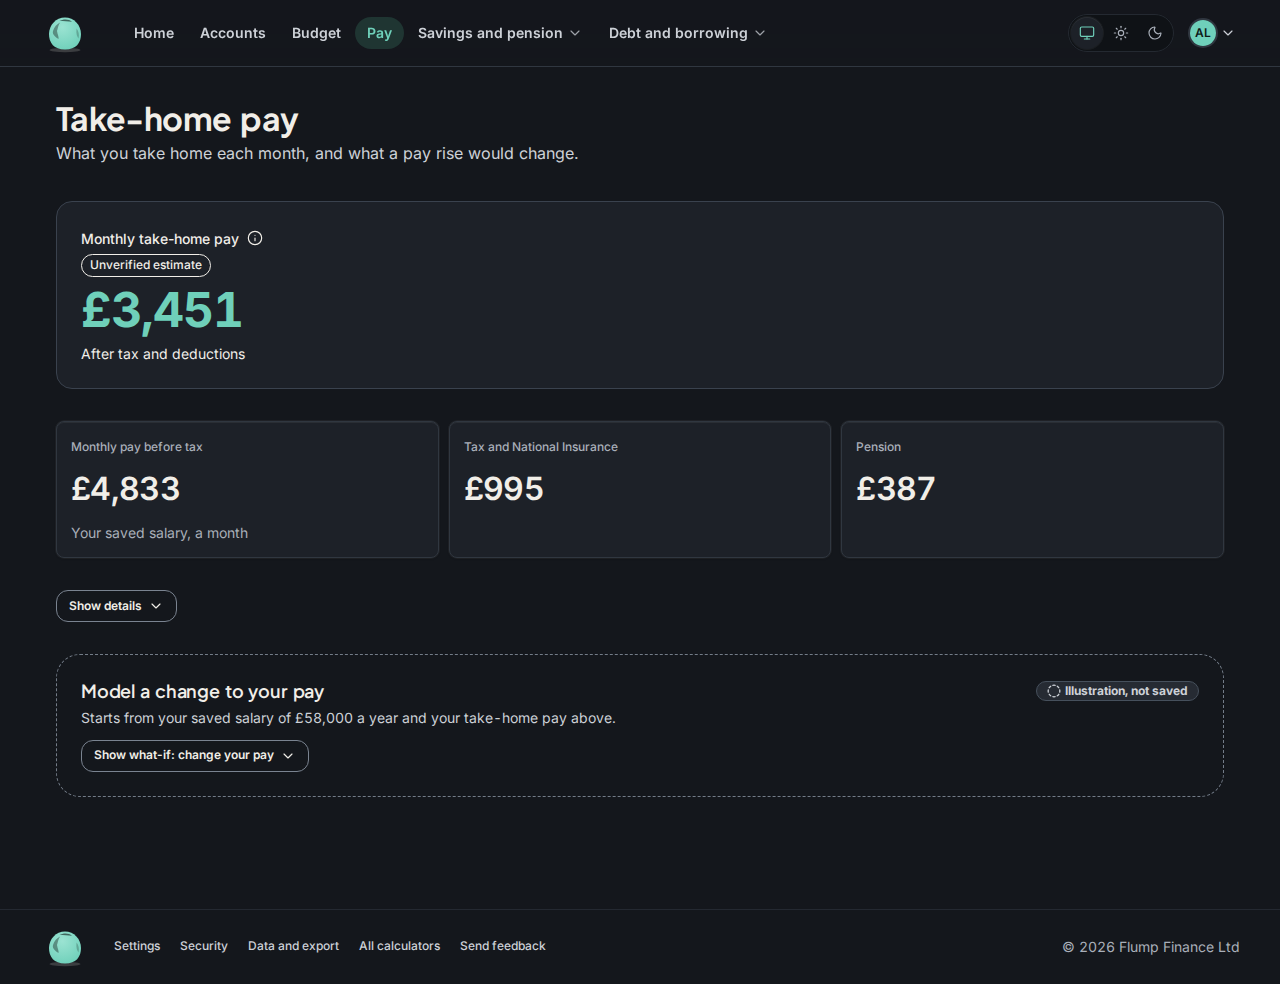 Home
Accounts
Budget
Pay
Savings and pension
Debt and borrowing
AL
Take-home pay
What you take home each month, and what a pay rise would change.
Monthly take-home pay
Unverified estimate
£3,451
After tax and deductions
Monthly pay before tax
£4,833
Your saved salary, a month
Tax and National Insurance
£995
Pension
£387
Show details
Model a change to your pay
Illustration, not saved
Starts from your saved salary of £58,000 a year and your take-home pay above.
Show what-if: change your pay
Settings
Security
Data and export
All calculators
Send feedback
© 2026 Flump Finance Ltd